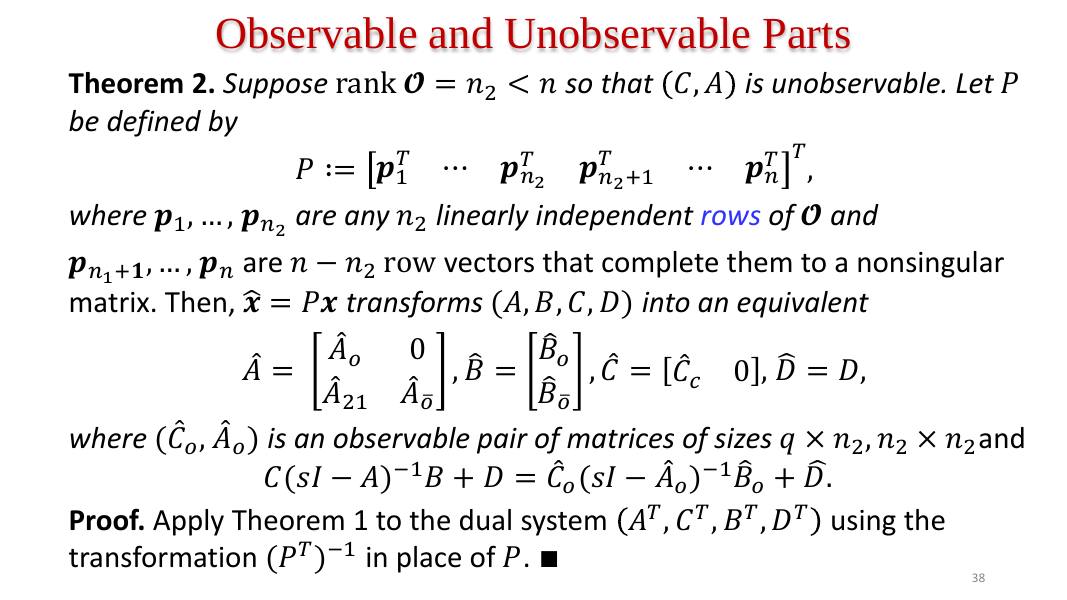 Observable and Unobservable Parts
Theorem 2. Suppose rank 𝓞 = n₂ < n so that (C, A) is unobservable. Let P
be defined by
P ≔ [𝒑₁ᵀ ⋯ 𝒑ₙ₂ᵀ 𝒑ₙ₂₊₁ᵀ ⋯ 𝒑ₙᵀ]ᵀ,
where 𝒑₁, … , 𝒑ₙ₂ are any n₂ linearly independent rows of 𝓞 and
𝒑ₙ₁₊₁, … , 𝒑ₙ are n − n₂ row vectors that complete them to a nonsingular
matrix. Then, 𝒙̂ = P𝒙 transforms (A, B, C, D) into an equivalent
Â = [Âₒ 0; Â₂₁ Â_ō], B̂ = [B̂ₒ; B̂_ō], Ĉ = [Ĉ_c 0], D̂ = D,
where (Ĉₒ, Âₒ) is an observable pair of matrices of sizes q × n₂, n₂ × n₂ and
C(sI − A)⁻¹B + D = Ĉₒ(sI − Âₒ)⁻¹B̂ₒ + D̂.
Proof. Apply Theorem 1 to the dual system (Aᵀ, Cᵀ, Bᵀ, Dᵀ) using the
transformation (Pᵀ)⁻¹ in place of P. ■
38